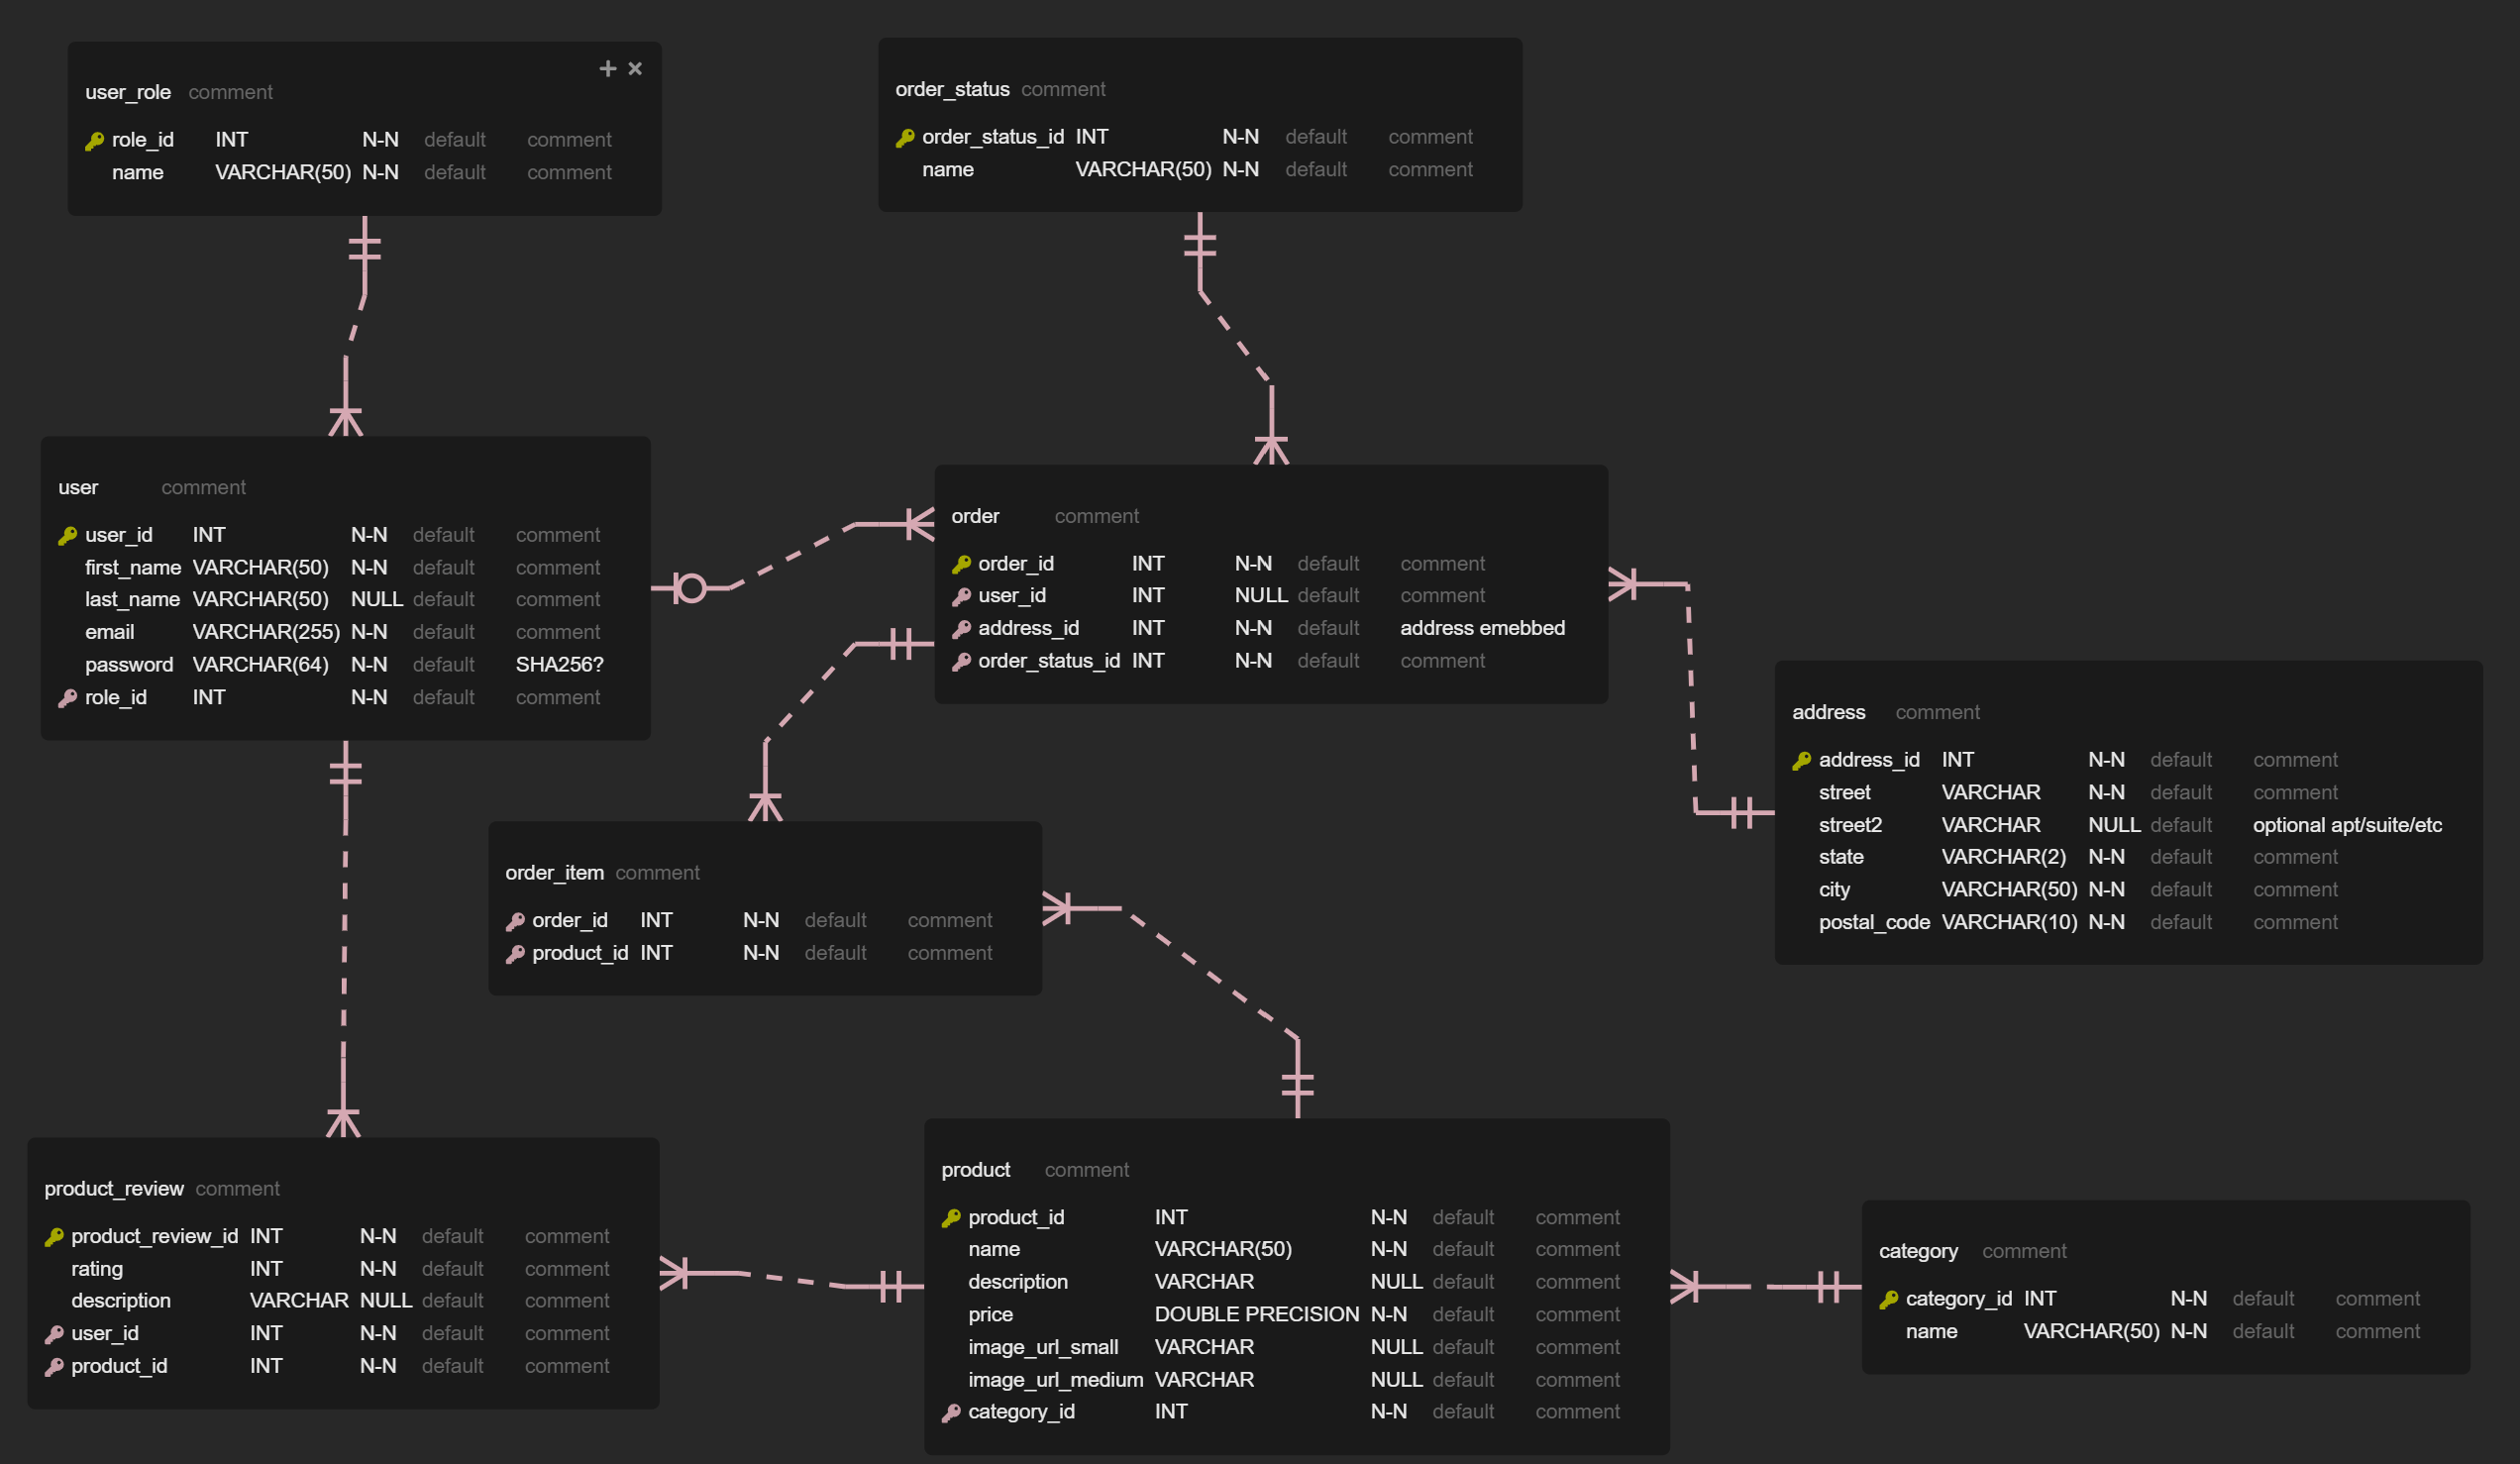 user_role comment
role_id INT N-N default comment
name VARCHAR(50) N-N default comment
order_status comment
order_status_id INT N-N default comment
name VARCHAR(50) N-N default comment
user comment
user_id INT N-N default comment
first_name VARCHAR(50) N-N default comment
last_name VARCHAR(50) NULL default comment
email VARCHAR(255) N-N default comment
password VARCHAR(64) N-N default SHA256?
role_id INT N-N default comment
order comment
order_id INT N-N default comment
user_id INT NULL default comment
address_id INT N-N default address emebbed
order_status_id INT N-N default comment
address comment
address_id INT N-N default comment
street VARCHAR N-N default comment
street2 VARCHAR NULL default optional apt/suite/etc
state VARCHAR(2) N-N default comment
city VARCHAR(50) N-N default comment
postal_code VARCHAR(10) N-N default comment
order_item comment
order_id INT N-N default comment
product_id INT N-N default comment
product_review comment
product_review_id INT N-N default comment
rating INT N-N default comment
description VARCHAR NULL default comment
user_id INT N-N default comment
product_id INT N-N default comment
product comment
product_id INT N-N default comment
name VARCHAR(50) N-N default comment
description VARCHAR NULL default comment
price DOUBLE PRECISION N-N default comment
image_url_small VARCHAR NULL default comment
image_url_medium VARCHAR NULL default comment
category_id INT N-N default comment
category comment
category_id INT N-N default comment
name VARCHAR(50) N-N default comment